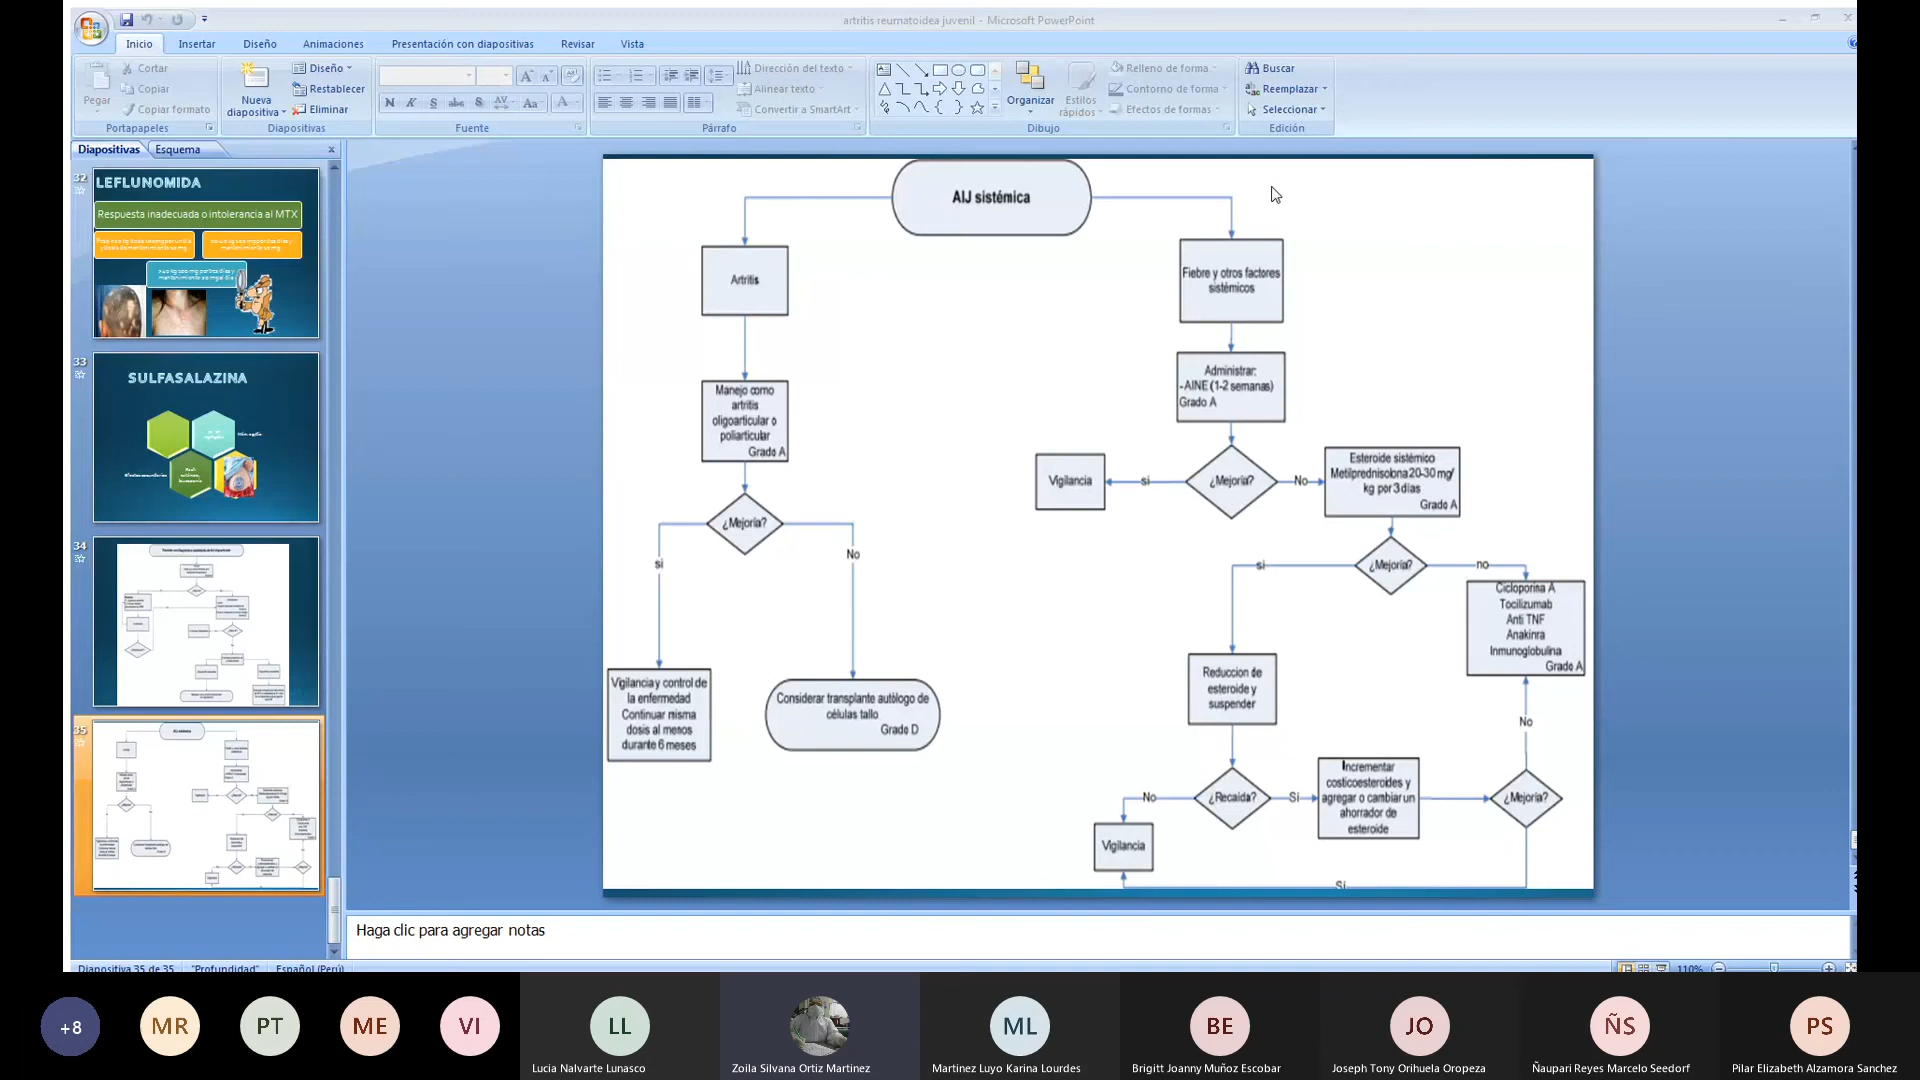 artritis reumatoidea juvenil - Microsoft PowerPoint
Inicio
Insertar
Diseño
Animaciones
Presentación con diapositivas
Revisar
Vista
Pegar
Cortar
Copiar
Copiar formato
Portapapeles
Nueva
diapositiva
Diseño
Restablecer
Eliminar
Diapositivas
Fuente
Dirección del texto
Alinear texto
Convertir a SmartArt
Párrafo
Organizar
Estilos
rápidos
Relleno de forma
Contorno de forma
Efectos de formas
Dibujo
Buscar
Reemplazar
Seleccionar
Edición
Diapositivas
Esquema
32
LEFLUNOMIDA
Respuesta inadecuada o intolerancia al MTX
33
SULFASALAZINA
34
35
AIJ sistémica
Artritis
Manejo como
artritis
oligoarticular o
poliarticular
Grado A
¿Mejoría?
si
No
Vigilancia y control de
la enfermedad
Continuar misma
dosis al menos
durante 6 meses
Considerar transplante autólogo de
células tallo
Grado D
Fiebre y otros factores
sistémicos
Administrar:
-AINE (1-2 semanas)
Grado A
¿Mejoría?
si
Vigilancia
No
Esteroide sistémico
Metilprednisolona 20-30 mg/
kg por 3 días
Grado A
¿Mejoría?
si
no
Cicloporina A
Tocilizumab
Anti TNF
Anakinra
Inmunoglobulina
Grado A
Reduccion de
esteroide y
suspender
¿Recaída?
No
Vigilancia
Si
Incrementar
costicoesteroides y
agregar o cambiar un
ahorrador de
esteroide
¿Mejoría?
No
Si
Haga clic para agregar notas
Diapositiva 35 de 35
"Profundidad"
Español (Perú)
110%
+8
MR
PT
ME
VI
LL
Lucia Nalvarte Lunasco
Zoila Silvana Ortiz Martinez
ML
Martinez Luyo Karina Lourdes
BE
Brigitt Joanny Muñoz Escobar
JO
Joseph Tony Orihuela Oropeza
ÑS
Ñaupari Reyes Marcelo Seedorf
PS
Pilar Elizabeth Alzamora Sanchez